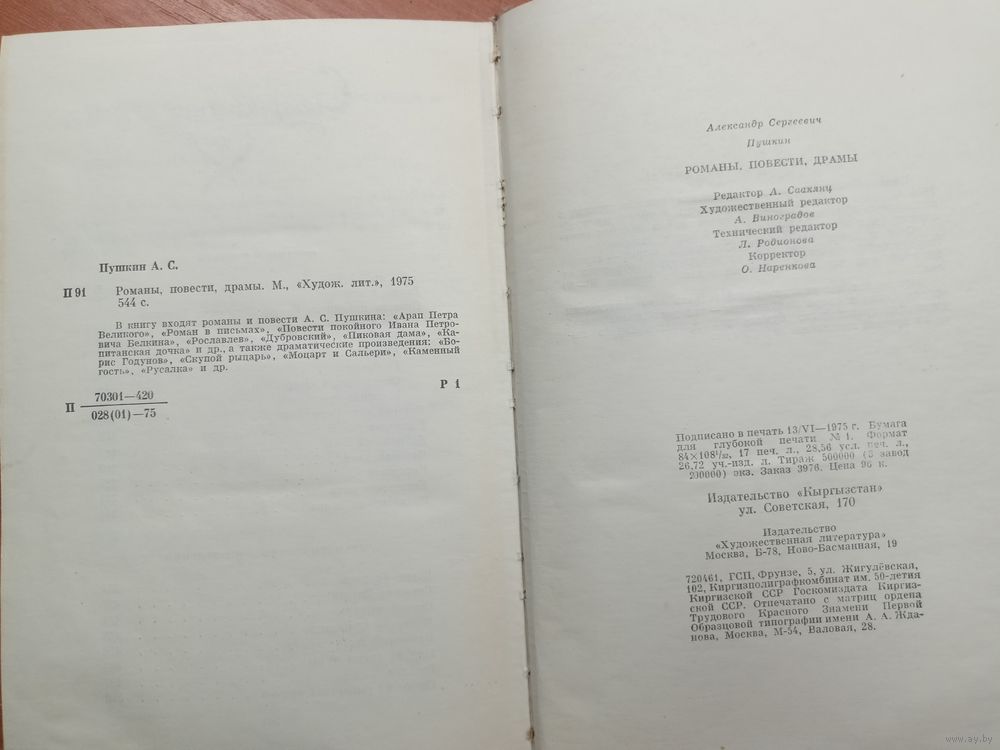 Пушкин А. С.
П 91 Романы, повести, драмы. М., «Худож. лит.», 1975
544 с.
В книгу входят романы и повести А. С. Пушкина: «Арап Петра
Великого», «Роман в письмах», «Повести покойного Ивана Петро-
вича Белкина», «Рославлев», «Дубровский», «Пиковая дама», «Ка-
питанская дочка» и др., а также драматические произведения: «Бо-
рис Годунов», «Скупой рыцарь», «Моцарт и Сальери», «Каменный
гость», «Русалка» и др.
Р 1
П 70301—420
028(01)—75
Александр Сергеевич
Пушкин
РОМАНЫ, ПОВЕСТИ, ДРАМЫ
Редактор А. Саакянц
Художественный редактор
А. Виноградов
Технический редактор
Л. Родионова
Корректор
О. Наренкова
Подписано в печать 13/VI—1975 г. Бумага
для глубокой печати № 1. Формат
84×108 1/32, 17 печ. л., 28,56 усл. печ. л.,
26,72 уч.-изд. л. Тираж 500000 (3 завод
200000) экз. Заказ 3976. Цена 96 к.
Издательство «Кыргызстан»
ул. Советская, 170
Издательство
«Художественная литература»
Москва, Б-78, Ново-Басманная, 19
720461, ГСП, Фрунзе, 5, ул. Жигулёвская,
102, Киргизполиграфкомбинат им. 50-летия
Киргизской ССР Госкомиздата Киргиз-
ской ССР. Отпечатано с матриц ордена
Трудового Красного Знамени Первой
Образцовой типографии имени А. А. Жда-
нова, Москва, М-54, Валовая, 28.
www.ay.by